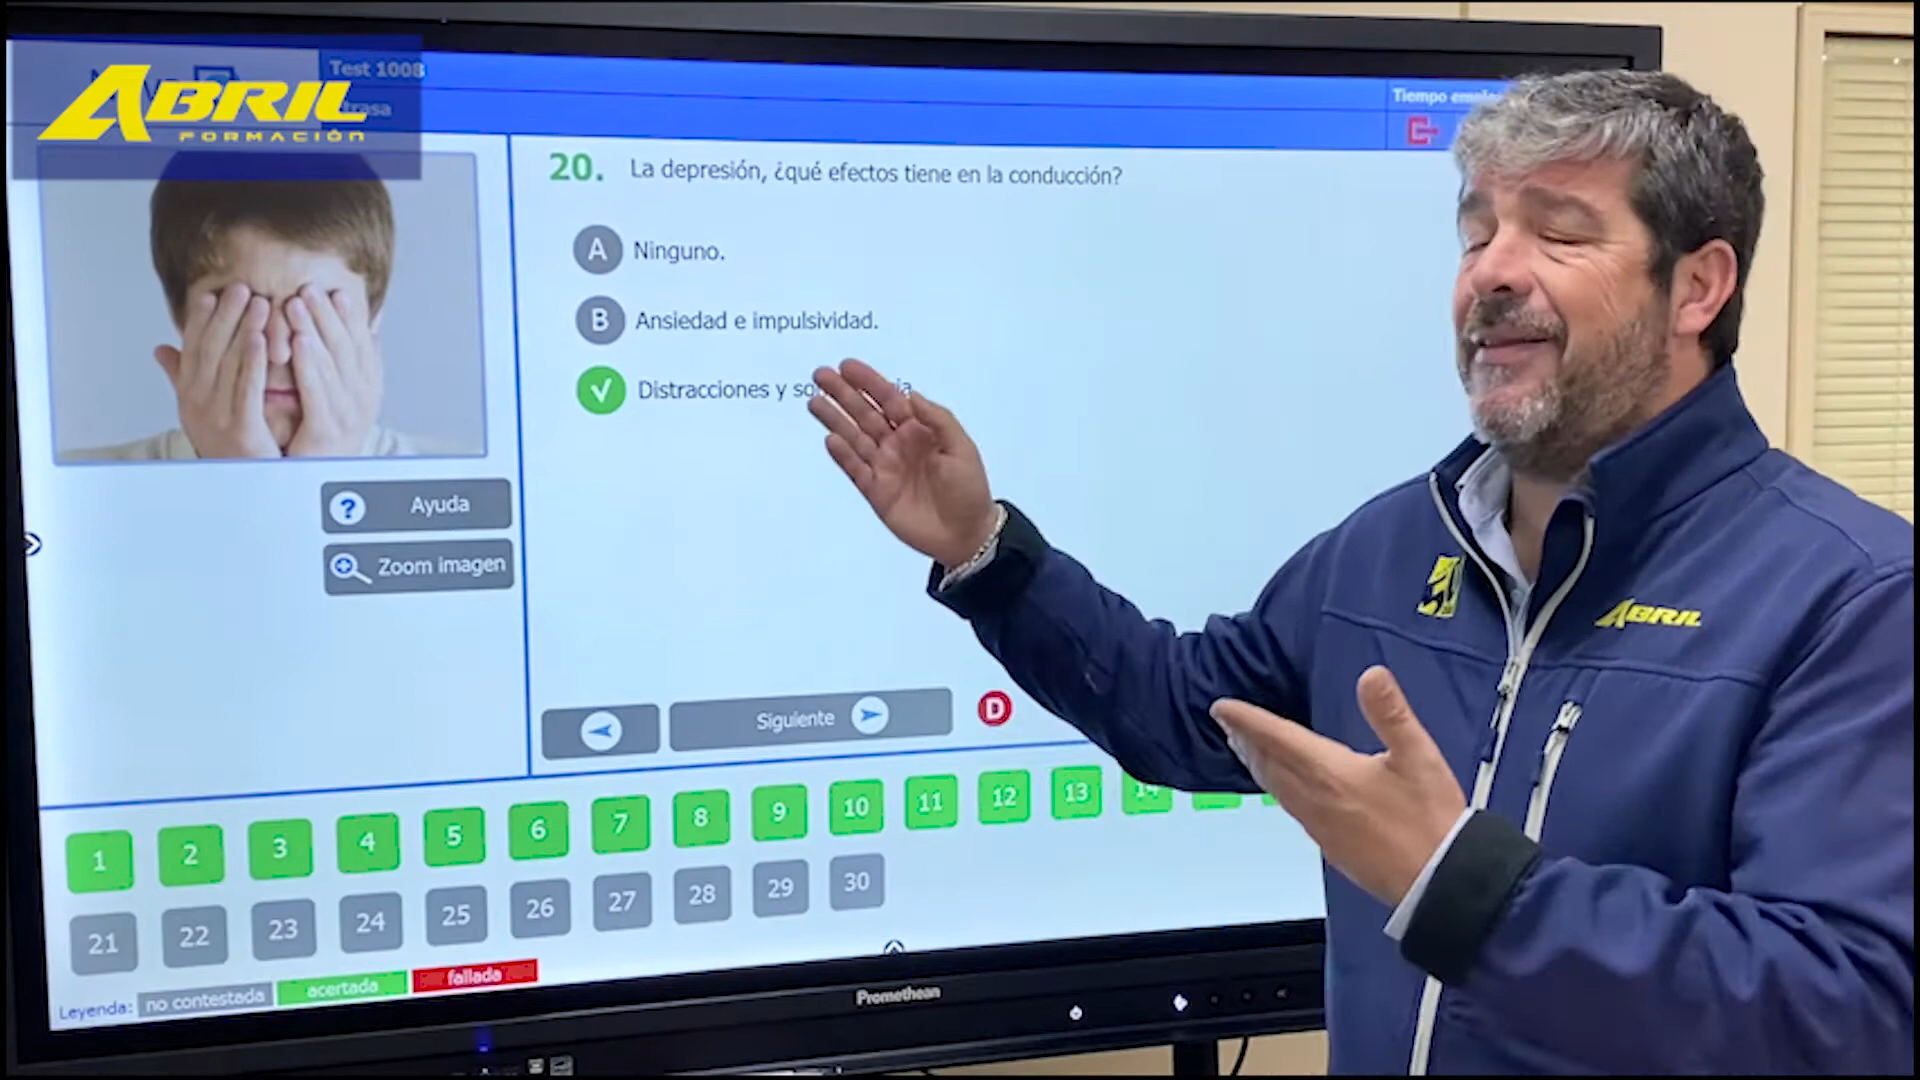 ABRIL
FORMACIÓN
Test 1008
Tiempo
20. La depresión, ¿qué efectos tiene en la conducción?
A Ninguno.
B Ansiedad e impulsividad.
Distracciones y
? Ayuda
Zoom imagen
Siguiente
D
1 2 3 4 5 6 7 8 9 10 11 12 13 14
21 22 23 24 25 26 27 28 29 30
Leyenda: no contestada acertada fallada
Promethean
ABRIL